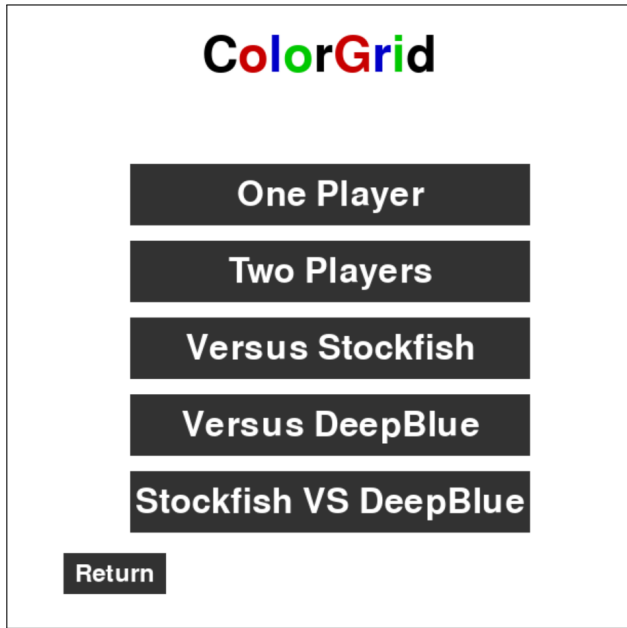 ColorGrid
One Player
Two Players
Versus Stockfish
Versus DeepBlue
Stockfish VS DeepBlue
Return